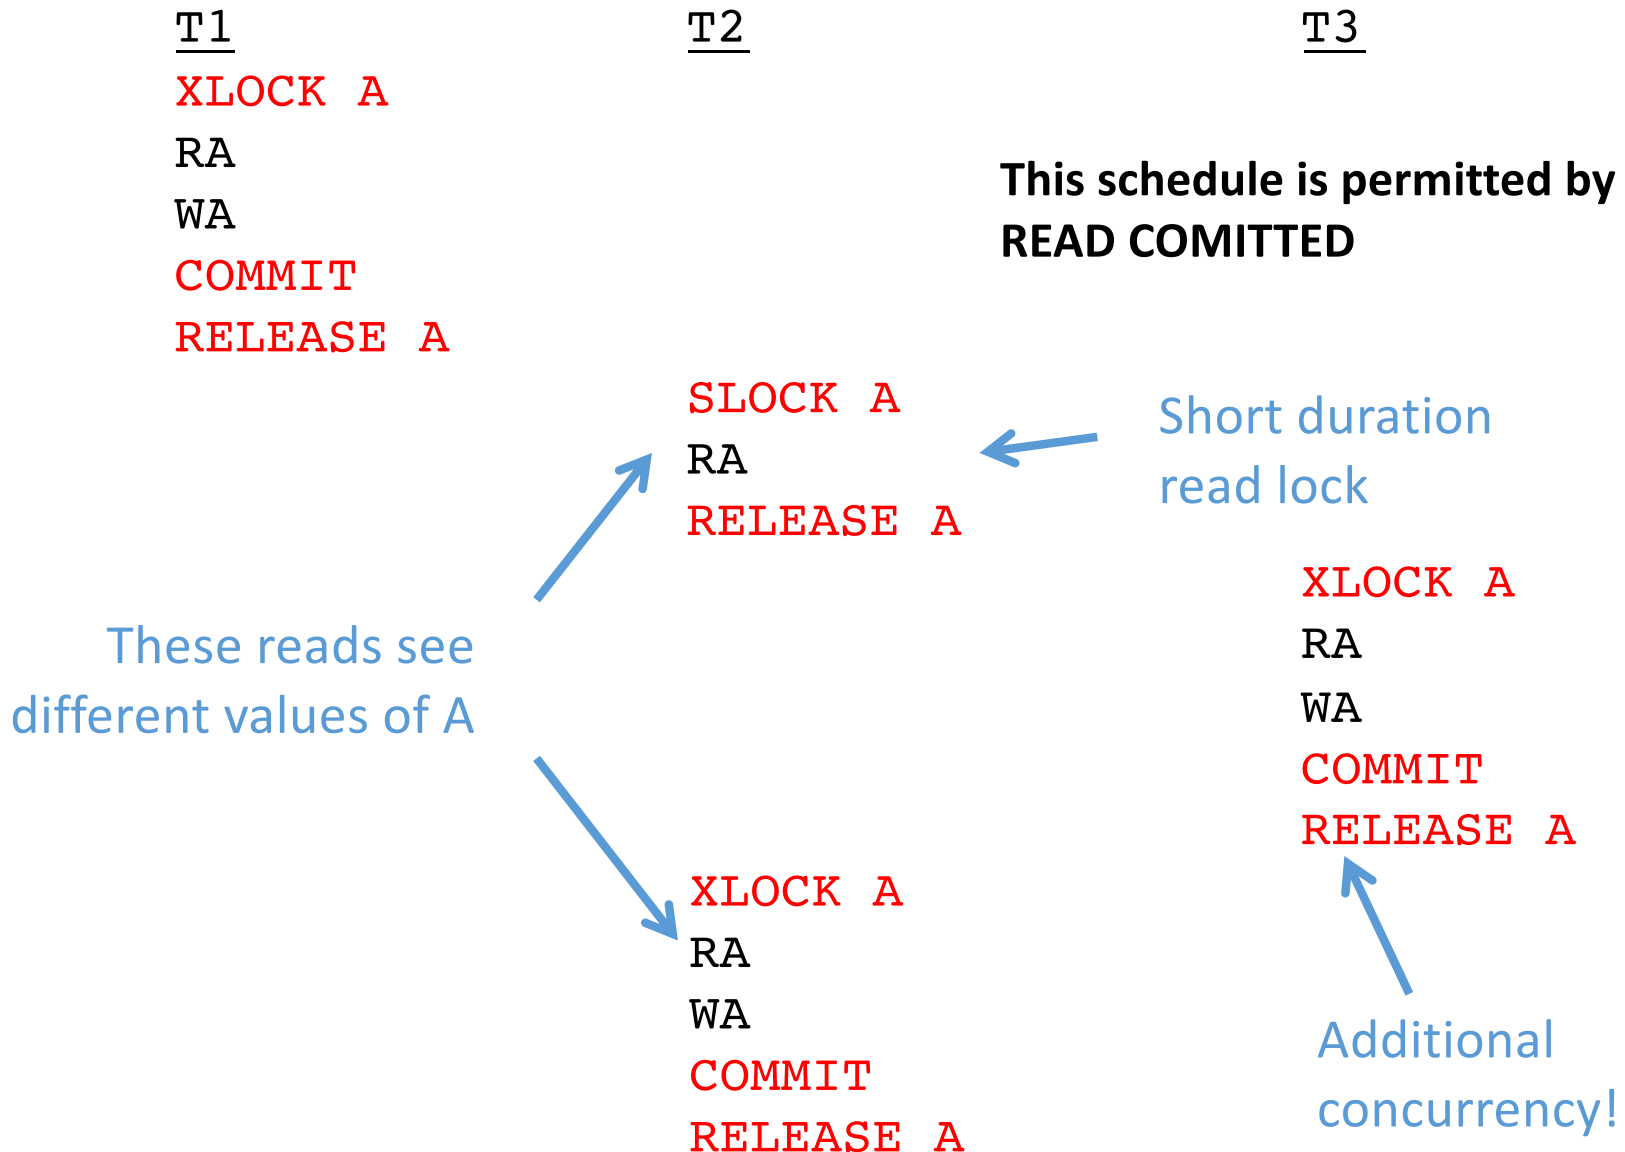 T1 T2 T3
XLOCK A
RA
WA
COMMIT
RELEASE A
This schedule is permitted by
READ COMITTED
SLOCK A
RA
RELEASE A
Short duration
read lock
These reads see
different values of A
XLOCK A
RA
WA
COMMIT
RELEASE A
XLOCK A
RA
WA
COMMIT
RELEASE A
Additional
concurrency!